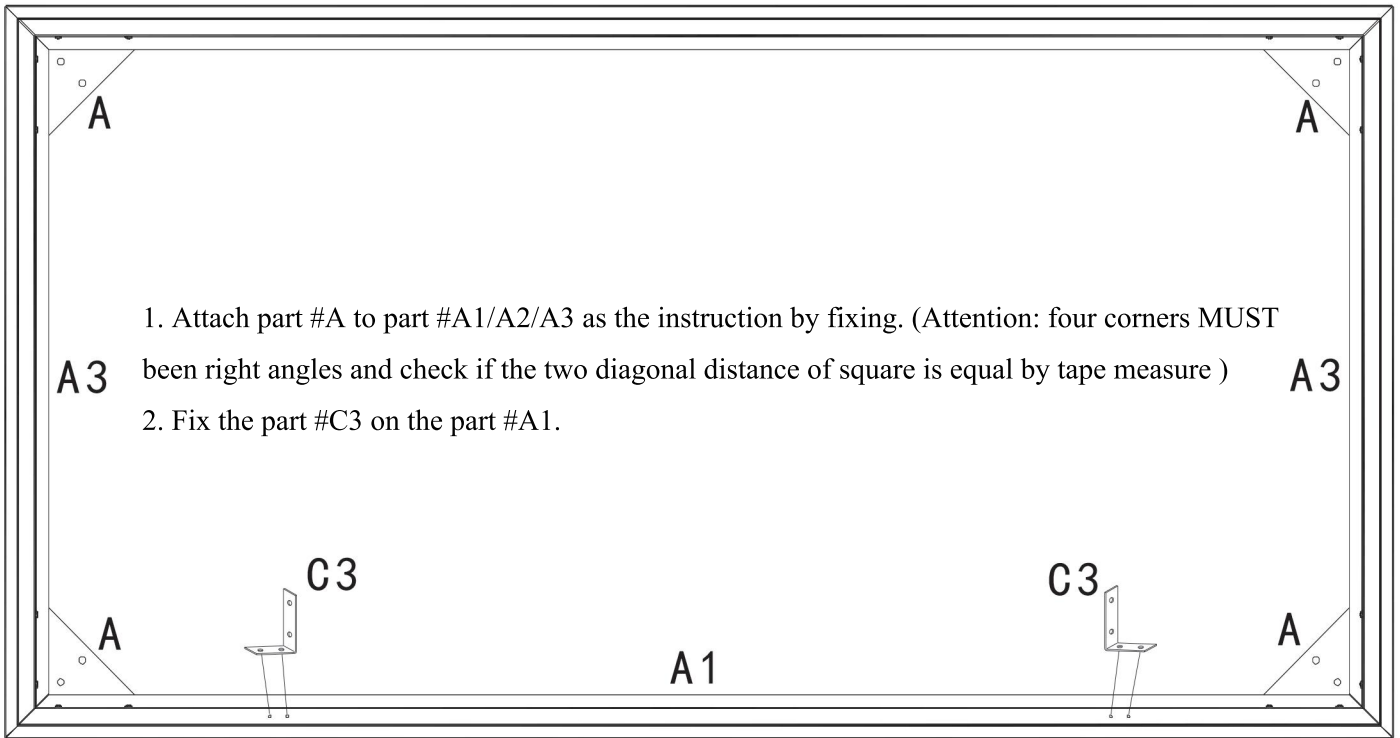 A
A
1. Attach part #A to part #A1/A2/A3 as the instruction by fixing. (Attention: four corners MUST
A3
been right angles and check if the two diagonal distance of square is equal by tape measure )
A3
2. Fix the part #C3 on the part #A1.
C3
C3
A
A
A1